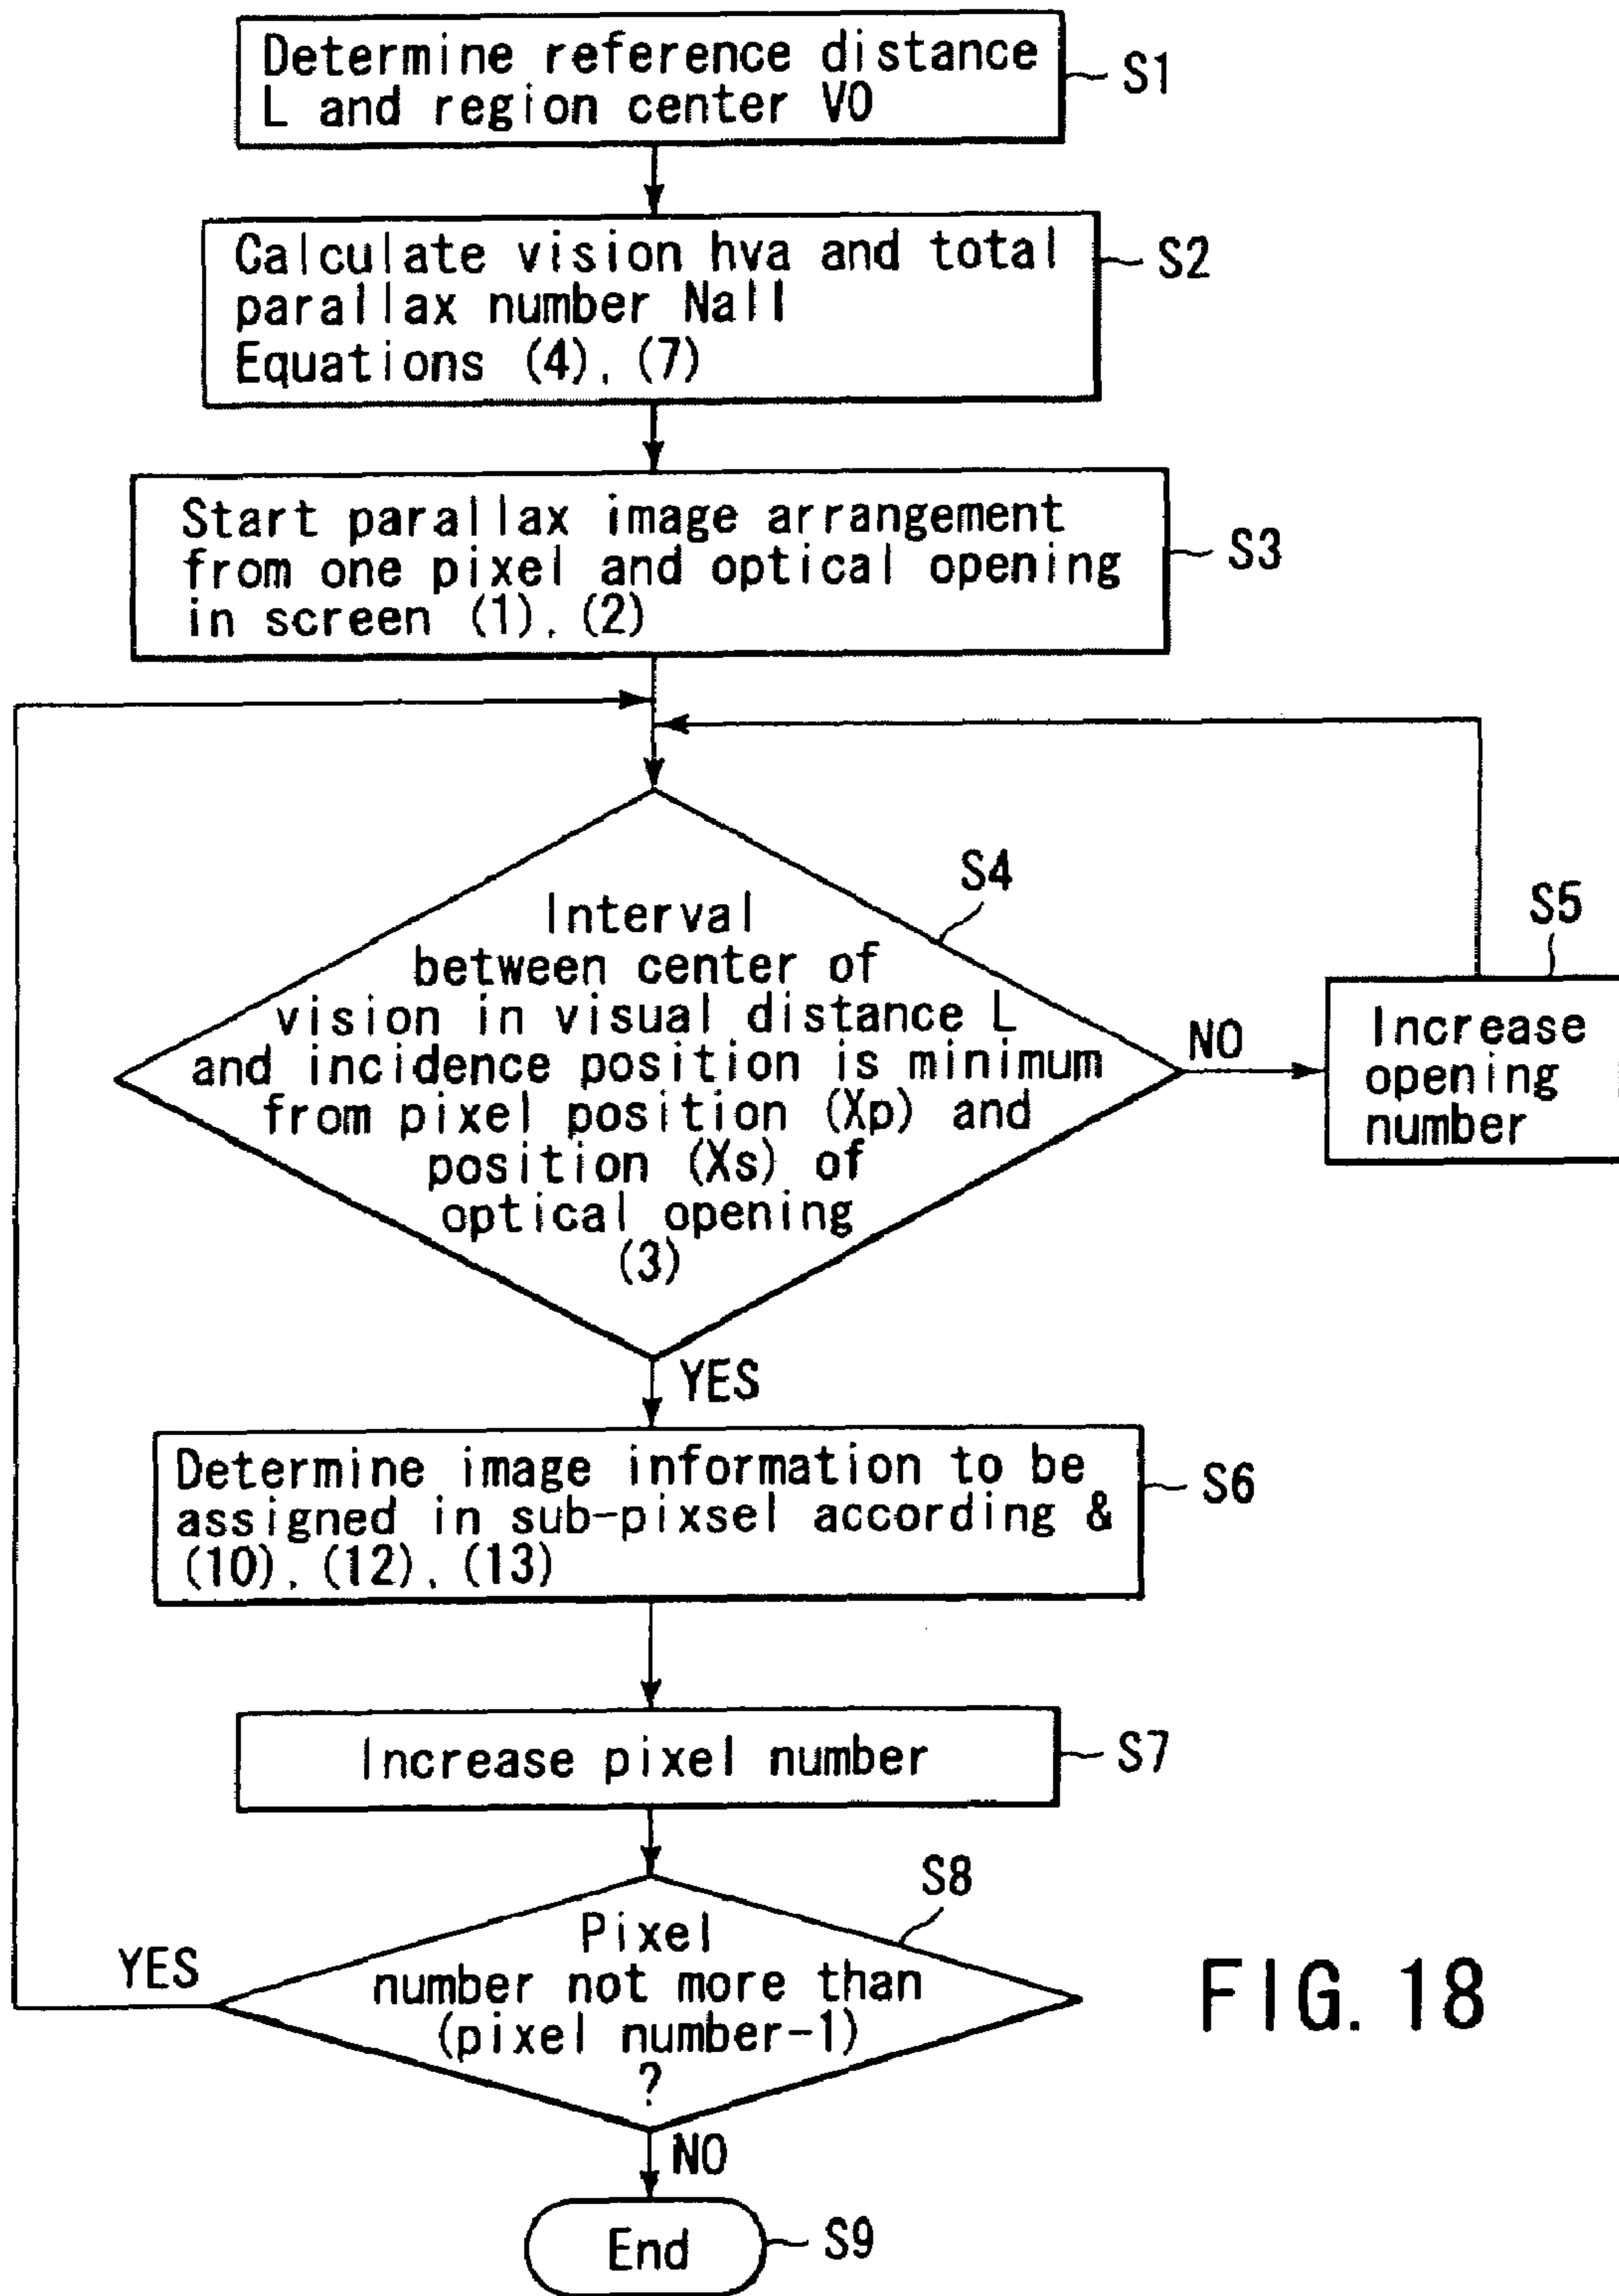 Determine reference distance
L and region center V0
S1
Calculate vision hva and total
parallax number Nall
Equations (4), (7)
S2
Start parallax image arrangement
from one pixel and optical opening
in screen (1), (2)
S3
S4
Interval
between center of
vision in visual distance L
and incidence position is minimum
from pixel position (Xp) and
position (Xs) of
optical opening
(3)
NO
S5
Increase
opening
number
YES
Determine image information to be
assigned in sub-pixsel according &
(10), (12), (13)
S6
Increase pixel number
S7
S8
Pixel
number not more than
(pixel number-1)
?
YES
NO
End
S9
FIG. 18